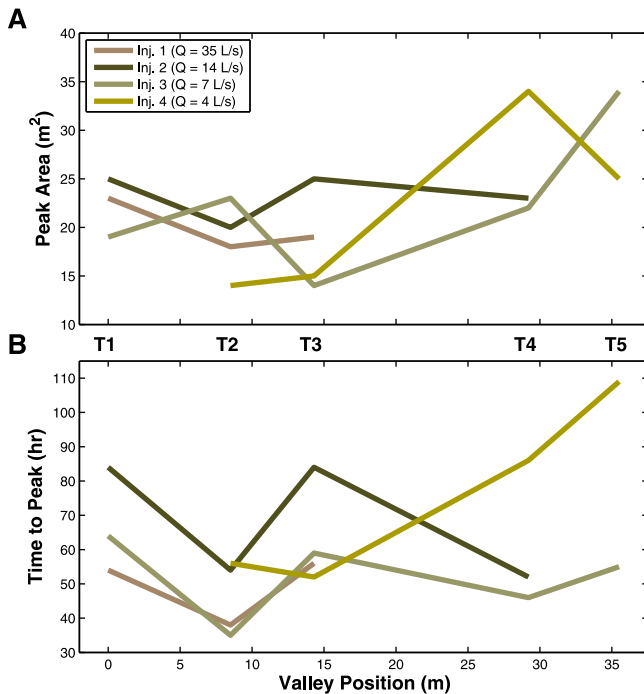 A
40
35
30
25
20
15
10
Peak Area (m²)
Inj. 1 (Q = 35 L/s)
Inj. 2 (Q = 14 L/s)
Inj. 3 (Q = 7 L/s)
Inj. 4 (Q = 4 L/s)
B
T1 T2 T3 T4 T5
110
100
90
80
70
60
50
40
30
Time to Peak (hr)
0 5 10 15 20 25 30 35
Valley Position (m)